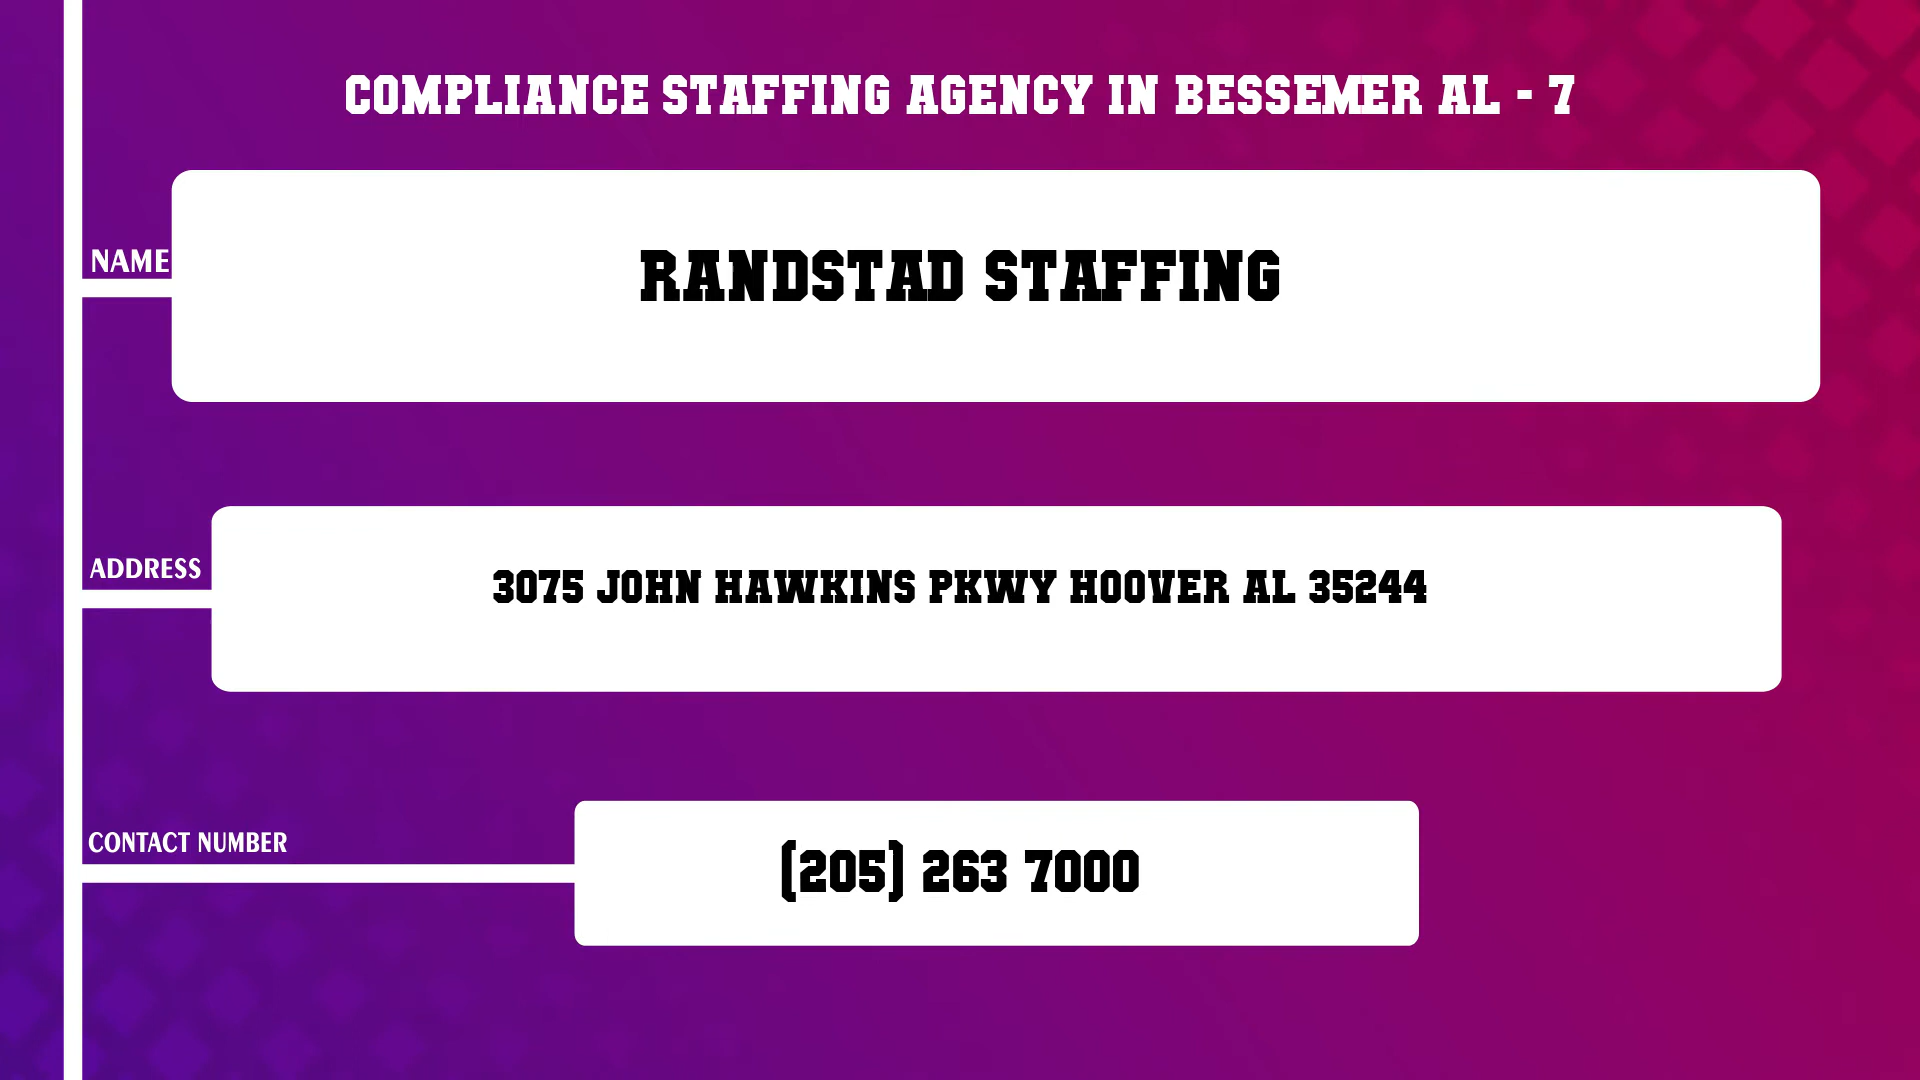 COMPLIANCE STAFFING AGENCY IN BESSEMER AL - 7
NAME
RANDSTAD STAFFING
ADDRESS
3075 JOHN HAWKINS PKWY HOOVER AL 35244
CONTACT NUMBER
(205) 263 7000